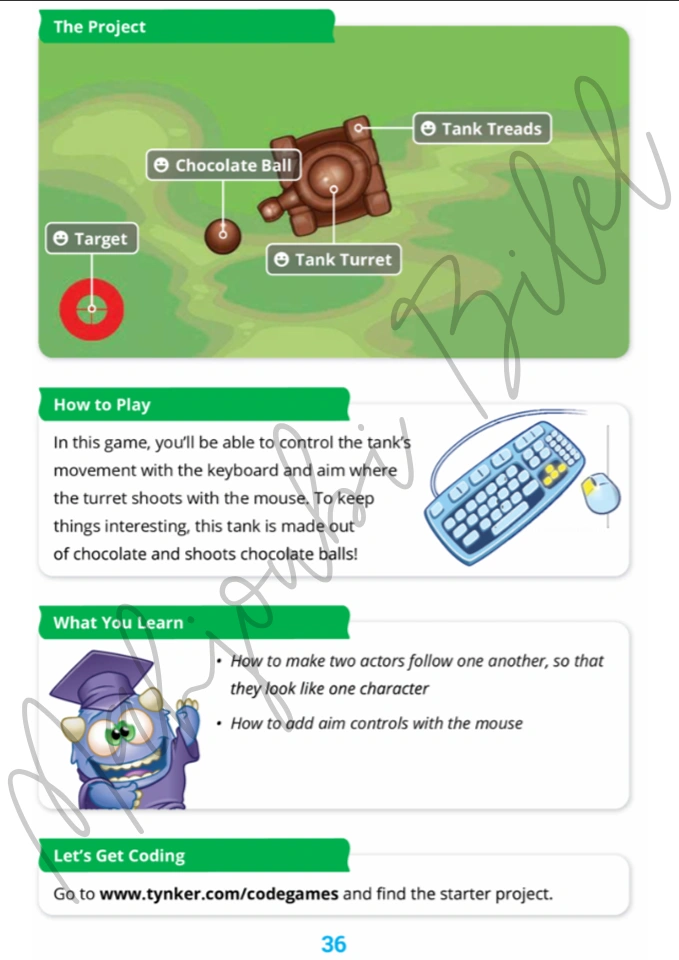 The Project
Tank Treads
Chocolate Ball
Target
Tank Turret
How to Play
In this game, you'll be able to control the tank's
movement with the keyboard and aim where
the turret shoots with the mouse. To keep
things interesting, this tank is made out
of chocolate and shoots chocolate balls!
What You Learn
• How to make two actors follow one another, so that
they look like one character
• How to add aim controls with the mouse
Let's Get Coding
Go to www.tynker.com/codegames and find the starter project.
36